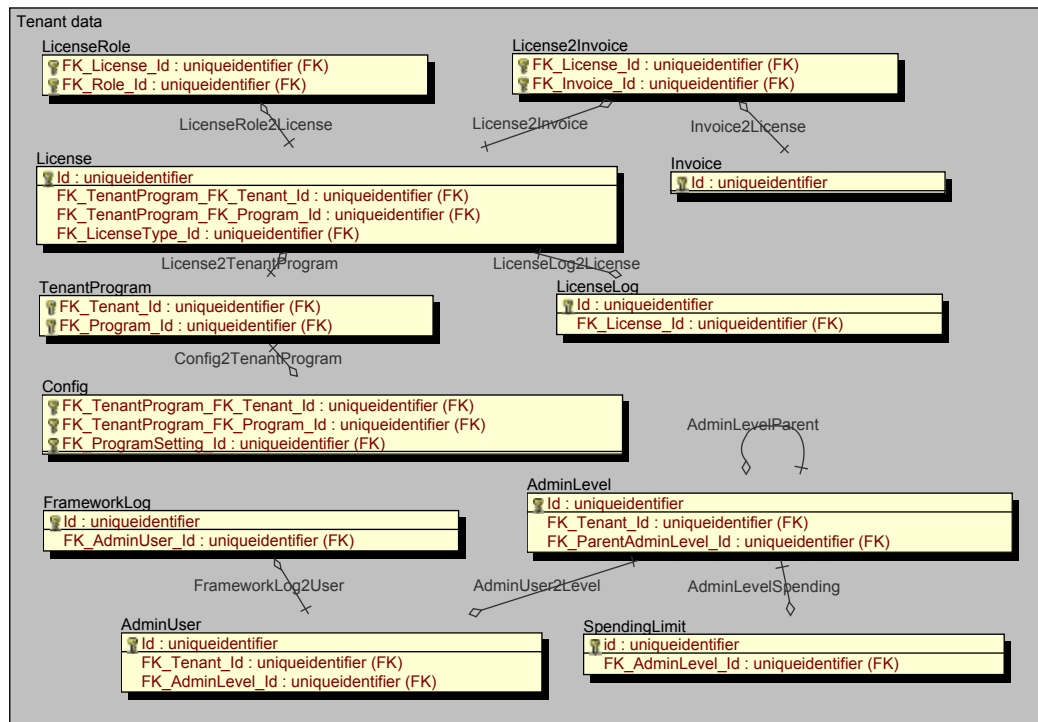 Tenant data
LicenseRole
FK_License_Id : uniqueidentifier (FK)
FK_Role_Id : uniqueidentifier (FK)
License2Invoice
FK_License_Id : uniqueidentifier (FK)
FK_Invoice_Id : uniqueidentifier (FK)
LicenseRole2License
License2Invoice
Invoice2License
License
Id : uniqueidentifier
FK_TenantProgram_FK_Tenant_Id : uniqueidentifier (FK)
FK_TenantProgram_FK_Program_Id : uniqueidentifier (FK)
FK_LicenseType_Id : uniqueidentifier (FK)
Invoice
Id : uniqueidentifier
License2TenantProgram
LicenseLog2License
TenantProgram
FK_Tenant_Id : uniqueidentifier (FK)
FK_Program_Id : uniqueidentifier (FK)
LicenseLog
Id : uniqueidentifier
FK_License_Id : uniqueidentifier (FK)
Config2TenantProgram
Config
FK_TenantProgram_FK_Tenant_Id : uniqueidentifier (FK)
FK_TenantProgram_FK_Program_Id : uniqueidentifier (FK)
FK_ProgramSetting_Id : uniqueidentifier (FK)
AdminLevelParent
FrameworkLog
Id : uniqueidentifier
FK_AdminUser_Id : uniqueidentifier (FK)
AdminLevel
Id : uniqueidentifier
FK_Tenant_Id : uniqueidentifier (FK)
FK_ParentAdminLevel_Id : uniqueidentifier (FK)
FrameworkLog2User
AdminUser2Level
AdminLevelSpending
AdminUser
Id : uniqueidentifier
FK_Tenant_Id : uniqueidentifier (FK)
FK_AdminLevel_Id : uniqueidentifier (FK)
SpendingLimit
id : uniqueidentifier
FK_AdminLevel_Id : uniqueidentifier (FK)